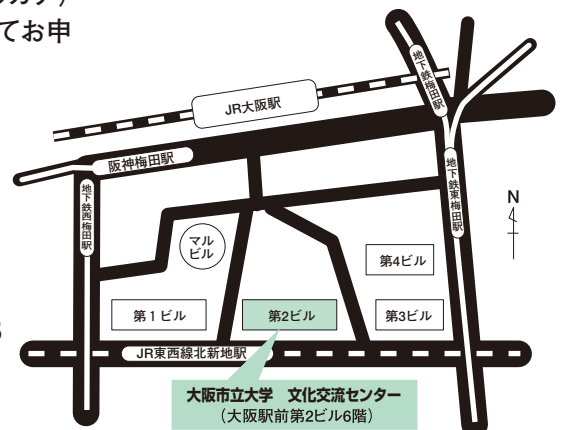 てお申
地下鉄梅田駅
JR大阪駅
阪神梅田駅
地下鉄西梅田駅
地下鉄東梅田駅
N
マル
ビル
第4ビル
第1ビル
第2ビル
第3ビル
JR東西線北新地駅
大阪市立大学 文化交流センター
(大阪駅前第2ビル6階)